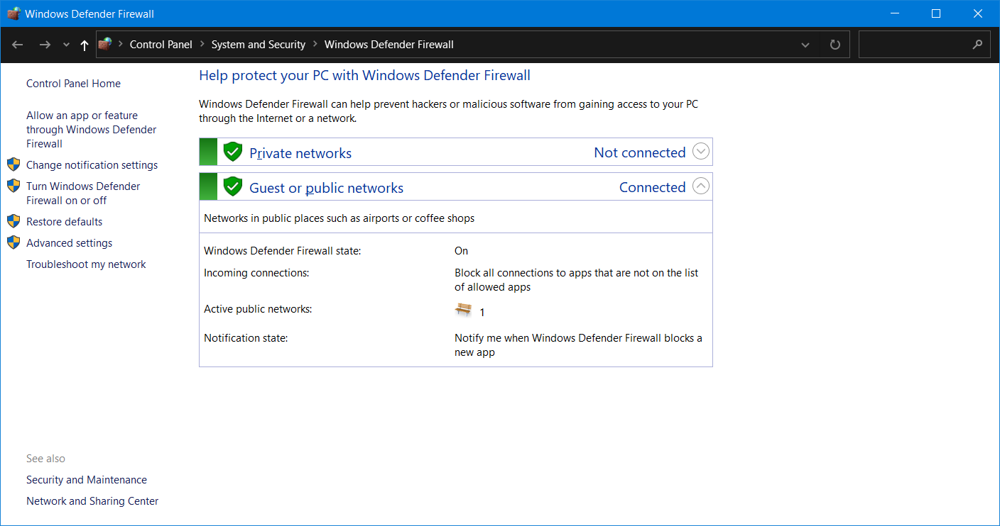 Windows Defender Firewall
Control Panel > System and Security > Windows Defender Firewall
Control Panel Home
Allow an app or feature
through Windows Defender
Firewall
Change notification settings
Turn Windows Defender
Firewall on or off
Restore defaults
Advanced settings
Troubleshoot my network
See also
Security and Maintenance
Network and Sharing Center
Help protect your PC with Windows Defender Firewall
Windows Defender Firewall can help prevent hackers or malicious software from gaining access to your PC
through the Internet or a network.
Private networks Not connected
Guest or public networks Connected
Networks in public places such as airports or coffee shops
Windows Defender Firewall state: On
Incoming connections: Block all connections to apps that are not on the list
of allowed apps
Active public networks: 1
Notification state: Notify me when Windows Defender Firewall blocks a
new app